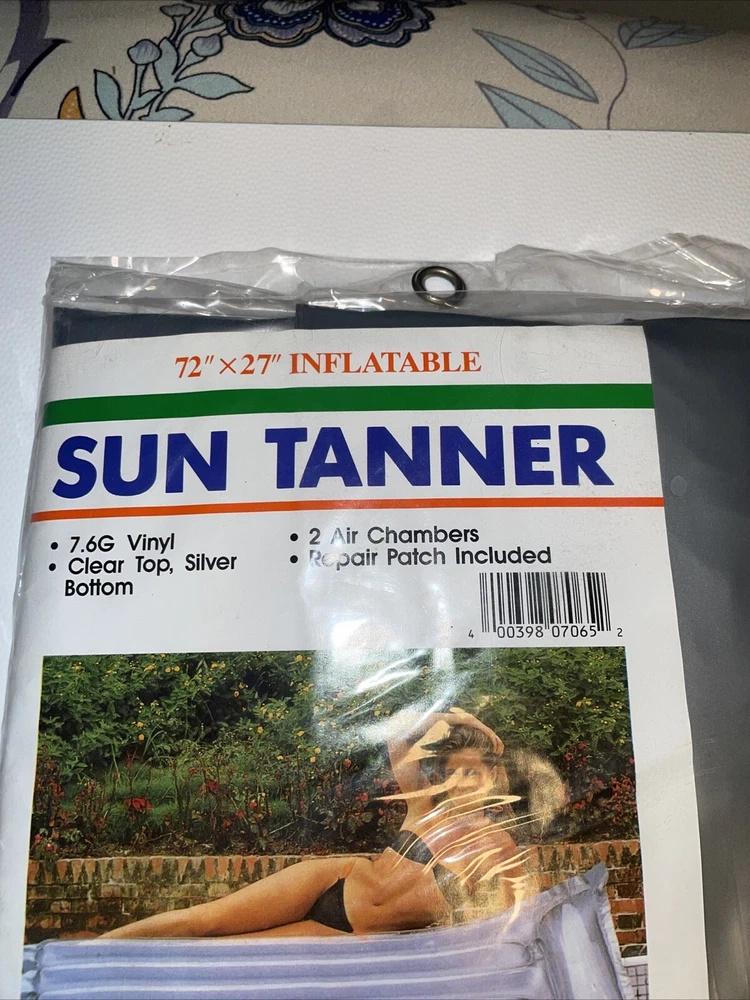 72" × 27" INFLATABLE
SUN TANNER
• 7.6G Vinyl
• Clear Top, Silver
Bottom
• 2 Air Chambers
• Repair Patch Included
4 00398 07065 2